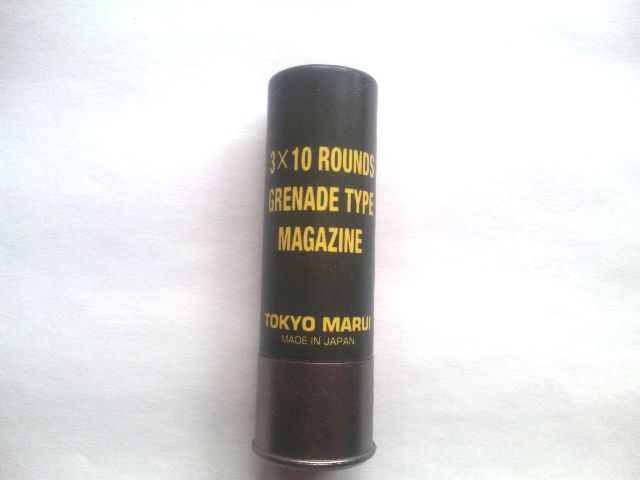 3×10 ROUNDS
GRENADE TYPE
MAGAZINE
TOKYO MARUI
MADE IN JAPAN.